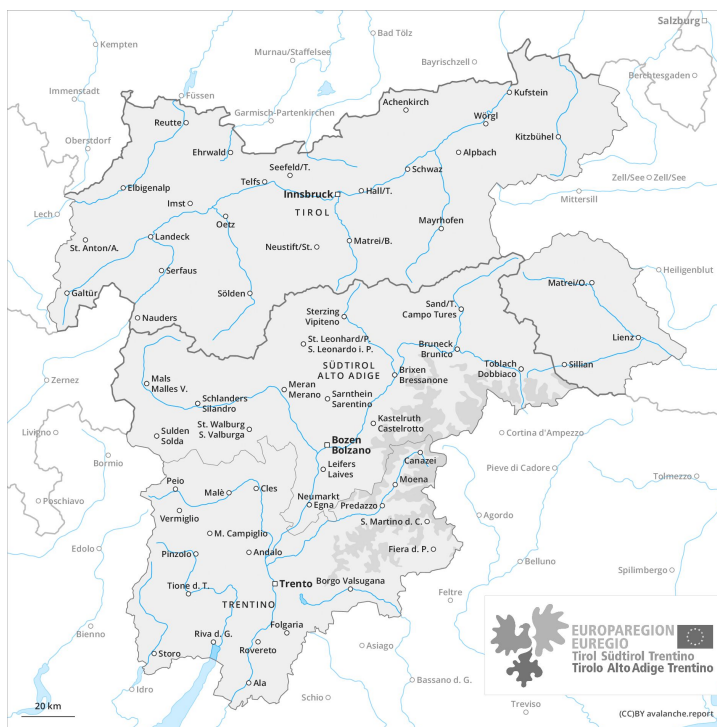 Salzburg
Kempten
Bad Tölz
Murnau/Staffelsee
Bayrischzell
Berchtesgaden
Immenstadt
Füssen
Kufstein
Achenkirch
Garmisch-Partenkirchen
Wörgl
Reutte
Kitzbühel
Oberstdorf
Ehrwald
Alpbach
Seefeld/T.
Schwaz
Telfs
Zell/See
Zell/See
Elbigenalp
Innsbruck
Hall/T.
Mittersill
Imst
TIROL
Lech
Oetz
Mayrhofen
Landeck
Matrei/B.
St. Anton/A.
Neustift/St.
Serfaus
Heiligenblut
Matrei/O.
Galtür
Sölden
Sand/T.
Campo Tures
Nauders
Sterzing
Vipiteno
Lienz
St. Leonhard/P.
S. Leonardo i. P.
Bruneck
Brunico
SÜDTIROL
ALTO ADIGE
Toblach
Dobbiaco
Sillian
Brixen
Bressanone
Zernez
Mals
Malles V.
Meran
Merano
Sarnthein
Sarentino
Schlanders
Silandro
Kastelruth
Castelrotto
St. Walburg
S. Valburga
Sulden
Solda
Livigno
Cortina d'Ampezzo
Bozen
Bolzano
Canazei
Bormio
Pieve di Cadore
Leifers
Laives
Tolmezzo
Peio
Malè
Cles
Moena
Poschiavo
Neumarkt
Egna
Predazzo
Vermiglio
Agordo
S. Martino d. C.
M. Campiglio
Edolo
Pinzolo
Andalo
Fiera d. P.
Belluno
Spilimbergo
Trento
Borgo Valsugana
Tione d. T.
Feltre
TRENTINO
Folgaria
Bienno
Riva d. G.
Rovereto
Asiago
Storo
Bassano d. G.
Ala
Idro
Schio
Treviso
EUROPAREGION
EUREGIO
Tirol Südtirol Trentino
Tirolo Alto Adige Trentino
20 km
(CC)BY avalanche.report